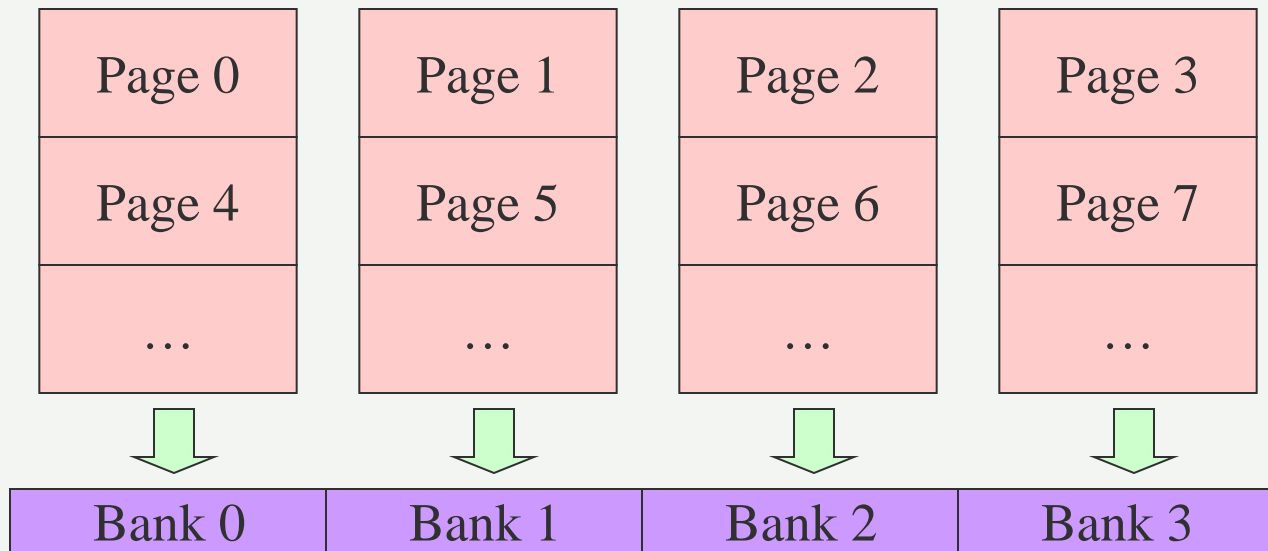 Page 0 Page 1 Page 2 Page 3
Page 4 Page 5 Page 6 Page 7
… … … …
Bank 0 Bank 1 Bank 2 Bank 3